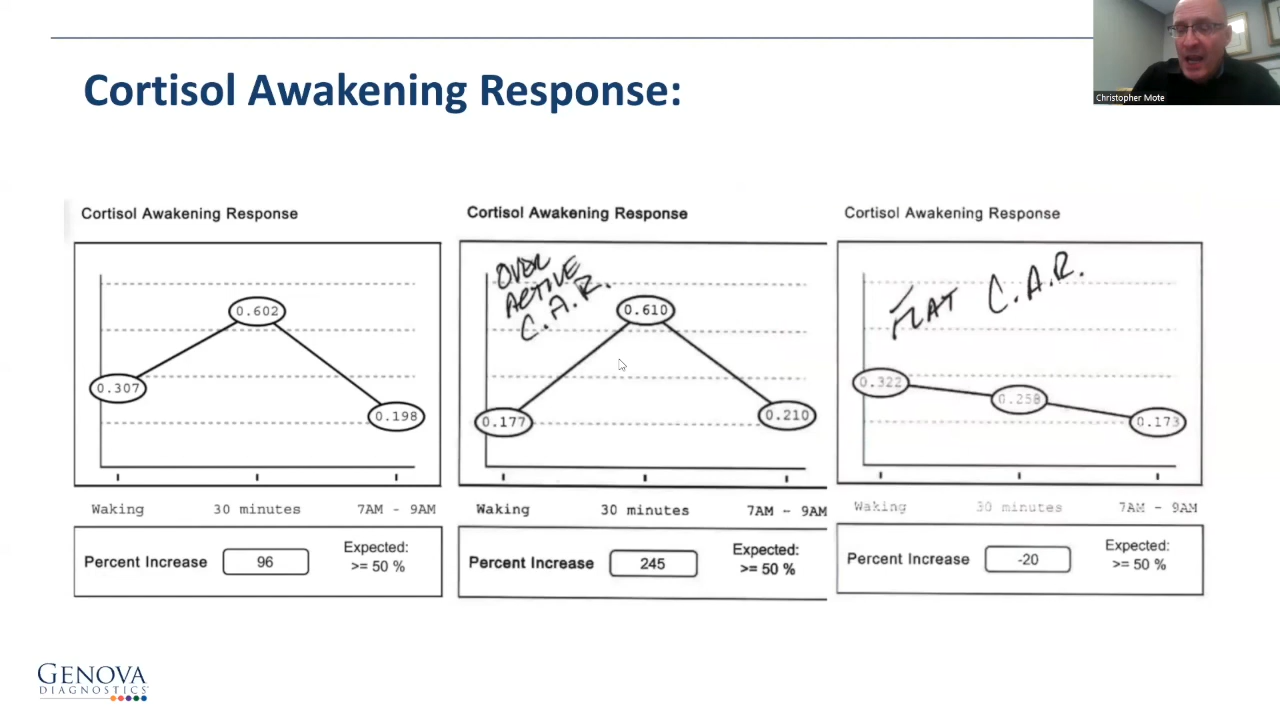 Christopher Mote
Cortisol Awakening Response:
Cortisol Awakening Response
0.602
0.307
0.198
Waking 30 minutes 7AM - 9AM
Percent Increase 96 Expected:
>= 50 %
Cortisol Awakening Response
OVER
ACTIVE
C.A.R.
0.610
0.177
0.210
Waking 30 minutes 7AM - 9AM
Percent Increase 245 Expected:
>= 50 %
Cortisol Awakening Response
FLAT C.A.R.
0.322
0.258
0.173
Waking 30 minutes 7AM - 9AM
Percent Increase -20 Expected:
>= 50 %
GENOVA
DIAGNOSTICS